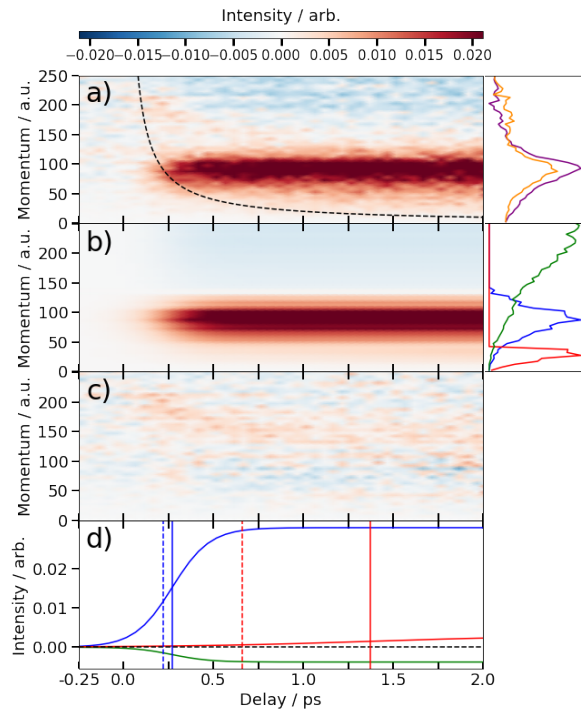 Intensity / arb.
−0.020−0.015−0.010−0.005 0.000 0.005 0.010 0.015 0.020
a)
Momentum / a.u.
250
200
150
100
50
0
b)
Momentum / a.u.
200
150
100
50
0
c)
Momentum / a.u.
200
150
100
50
0
d)
Intensity / arb.
0.02
0.01
0.00
-0.25 0.0 0.5 1.0 1.5 2.0
Delay / ps